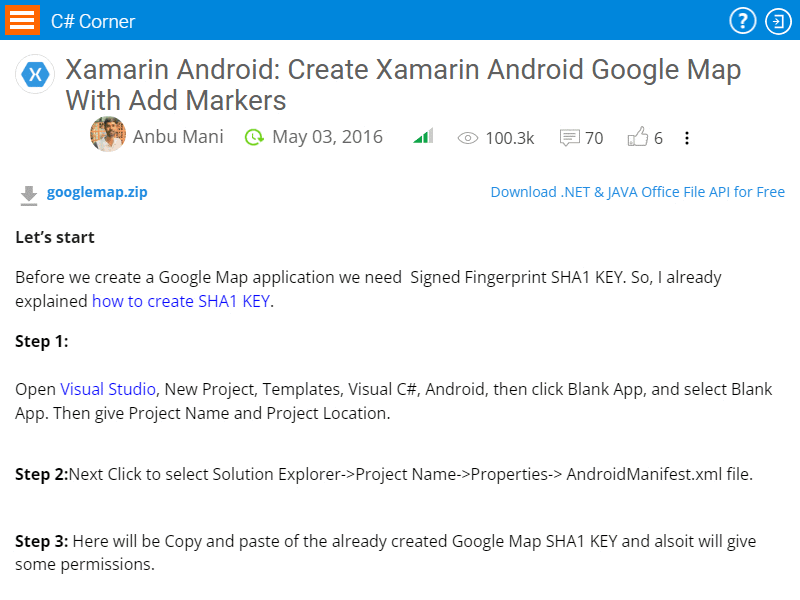 C# Corner
Xamarin Android: Create Xamarin Android Google Map
With Add Markers
Anbu Mani May 03, 2016 100.3k 70 6
googlemap.zip Download .NET & JAVA Office File API for Free
Let’s start
Before we create a Google Map application we need  Signed Fingerprint SHA1 KEY. So, I already
explained how to create SHA1 KEY.
Step 1:
Open Visual Studio, New Project, Templates, Visual C#, Android, then click Blank App, and select Blank
App. Then give Project Name and Project Location.
Step 2:Next Click to select Solution Explorer->Project Name->Properties-> AndroidManifest.xml file.
Step 3: Here will be Copy and paste of the already created Google Map SHA1 KEY and alsoit will give
some permissions.